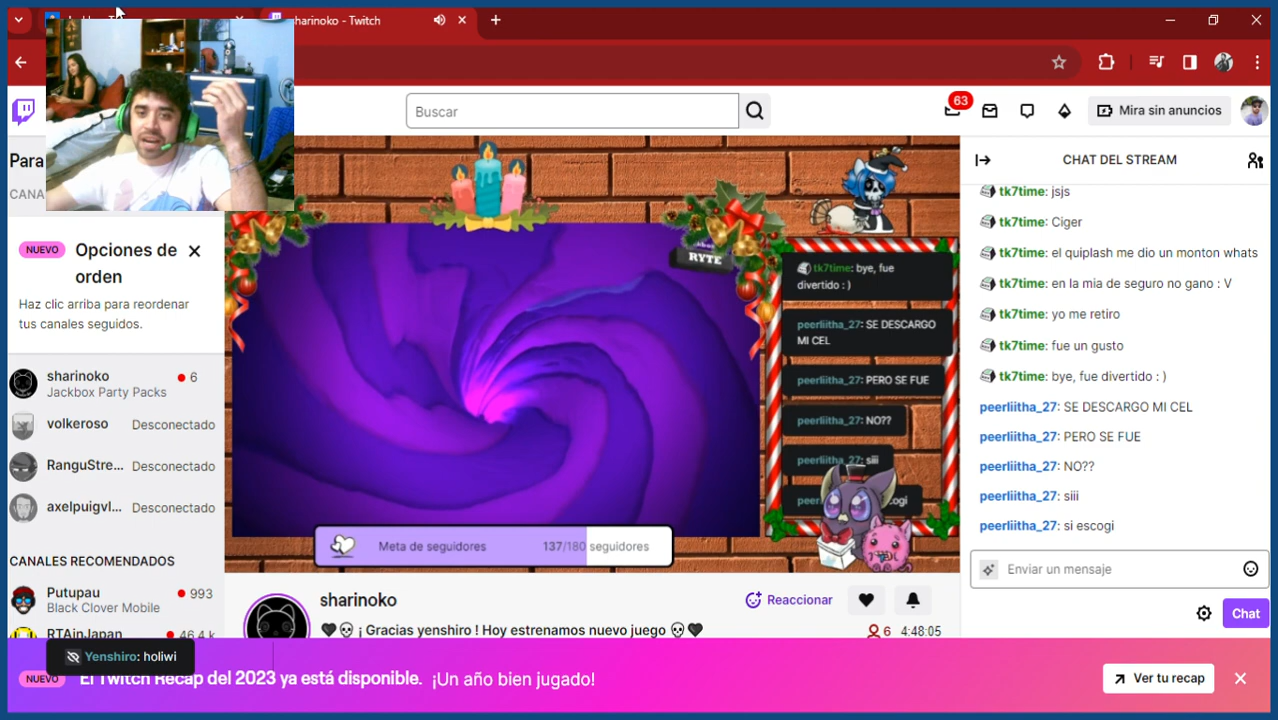 sharinoko - Twitch
Buscar
63
Mira sin anuncios
Para
CANA
NUEVO
Opciones de
orden
Haz clic arriba para reordenar
tus canales seguidos.
sharinoko
6
Jackbox Party Packs
volkeroso
Desconectado
RanguStre...
Desconectado
axelpuigvl...
Desconectado
CANALES RECOMENDADOS
Putupau
993
Black Clover Mobile
RTAinJapan
46,4 k
RYTE
tk7time: bye, fue
divertido : )
peerliitha_27: SE DESCARGO
MI CEL
peerliitha_27: PERO SE FUE
peerliitha_27: NO??
peerliitha_27: siii
peer
ogi
Meta de seguidores
137/180 seguidores
sharinoko
Reaccionar
¡ Gracias yenshiro ! Hoy estrenamos nuevo juego
6
4:48:05
CHAT DEL STREAM
tk7time: jsjs
tk7time: Ciger
tk7time: el quiplash me dio un monton whats
tk7time: en la mia de seguro no gano : V
tk7time: yo me retiro
tk7time: fue un gusto
tk7time: bye, fue divertido : )
peerliitha_27: SE DESCARGO MI CEL
peerliitha_27: PERO SE FUE
peerliitha_27: NO??
peerliitha_27: siii
peerliitha_27: si escogi
Enviar un mensaje
Chat
Yenshiro: holiwi
NUEVO
El Twitch Recap del 2023 ya está disponible. ¡Un año bien jugado!
Ver tu recap